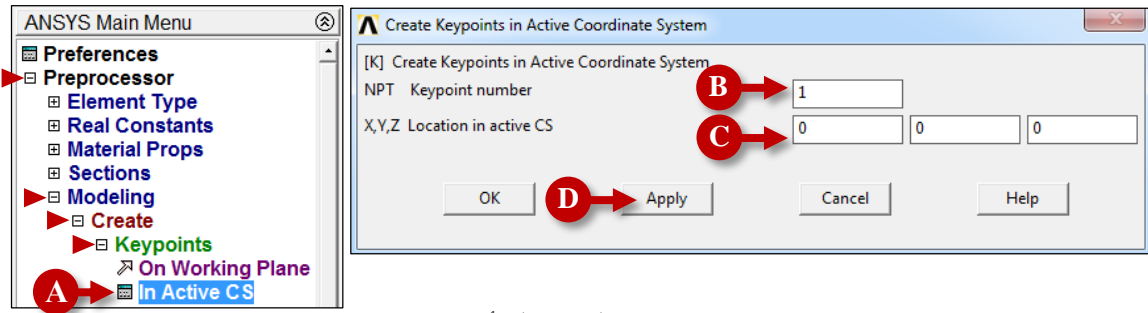 ANSYS Main Menu
Preferences
Preprocessor
Element Type
Real Constants
Material Props
Sections
Modeling
Create
Keypoints
On Working Plane
A
In Active CS
Create Keypoints in Active Coordinate System
[K] Create Keypoints in Active Coordinate System
NPT Keypoint number B 1
X,Y,Z Location in active CS C 0 0 0
OK D Apply Cancel Help